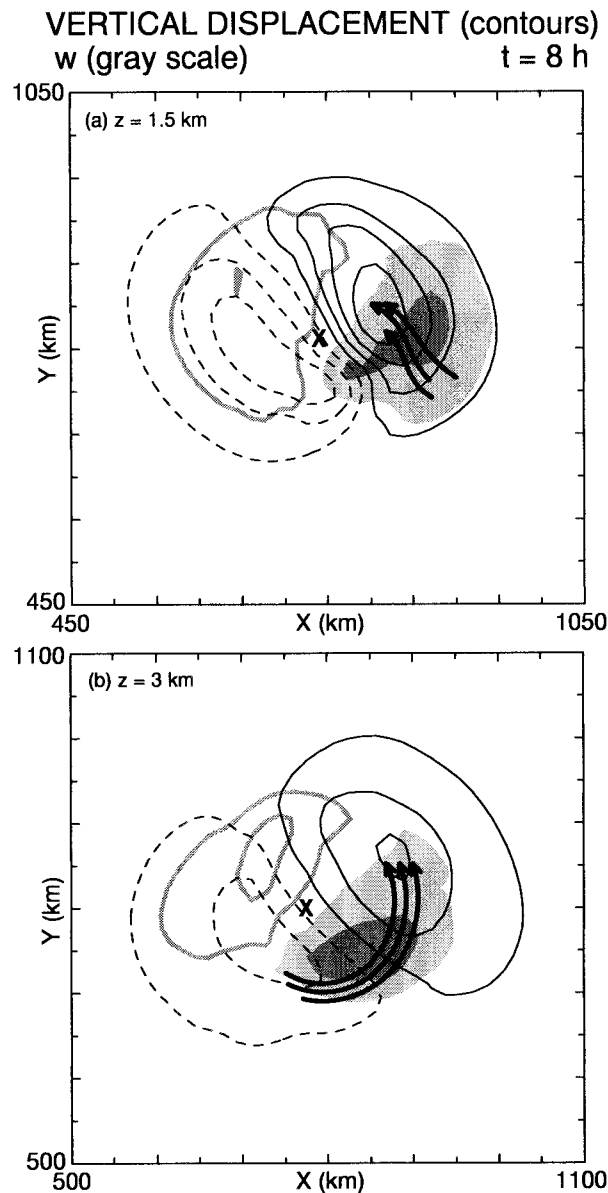 VERTICAL DISPLACEMENT (contours)
w (gray scale) t = 8 h
1050
(a) z = 1.5 km
X
Y (km)
450
450 X (km) 1050
1100
(b) z = 3 km
X
Y (km)
500
500 X (km) 1100